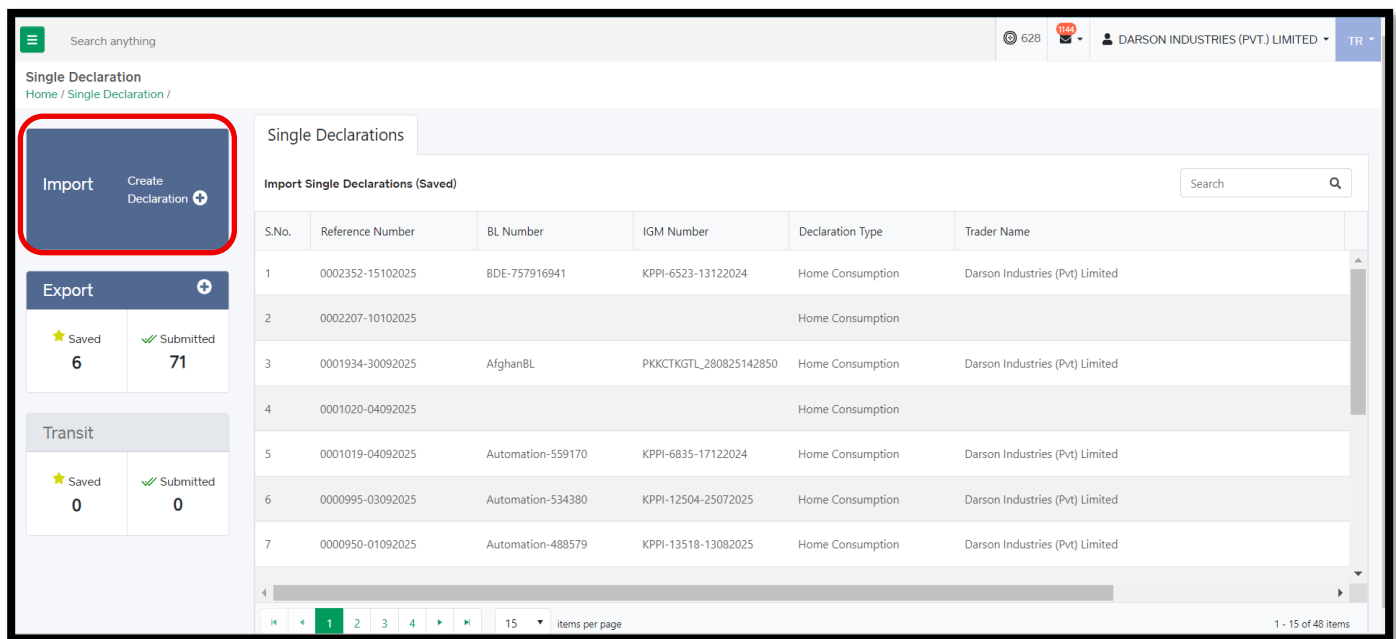 Search anything
628
1144
DARSON INDUSTRIES (PVT.) LIMITED
TR
Single Declaration
Home / Single Declaration /
Import
Create
Declaration
Export
Saved
6
Submitted
71
Transit
Saved
0
Submitted
0
Single Declarations
Import Single Declarations (Saved)
Search
S.No. Reference Number BL Number IGM Number Declaration Type Trader Name
1 0002352-15102025 BDE-757916941 KPPI-6523-13122024 Home Consumption Darson Industries (Pvt) Limited
2 0002207-10102025 Home Consumption
3 0001934-30092025 AfghanBL PKKCTKGTL_280825142850 Home Consumption Darson Industries (Pvt) Limited
4 0001020-04092025 Home Consumption
5 0001019-04092025 Automation-559170 KPPI-6835-17122024 Home Consumption Darson Industries (Pvt) Limited
6 0000995-03092025 Automation-534380 KPPI-12504-25072025 Home Consumption Darson Industries (Pvt) Limited
7 0000950-01092025 Automation-488579 KPPI-13518-13082025 Home Consumption Darson Industries (Pvt) Limited
1 2 3 4 15 items per page 1 - 15 of 48 items